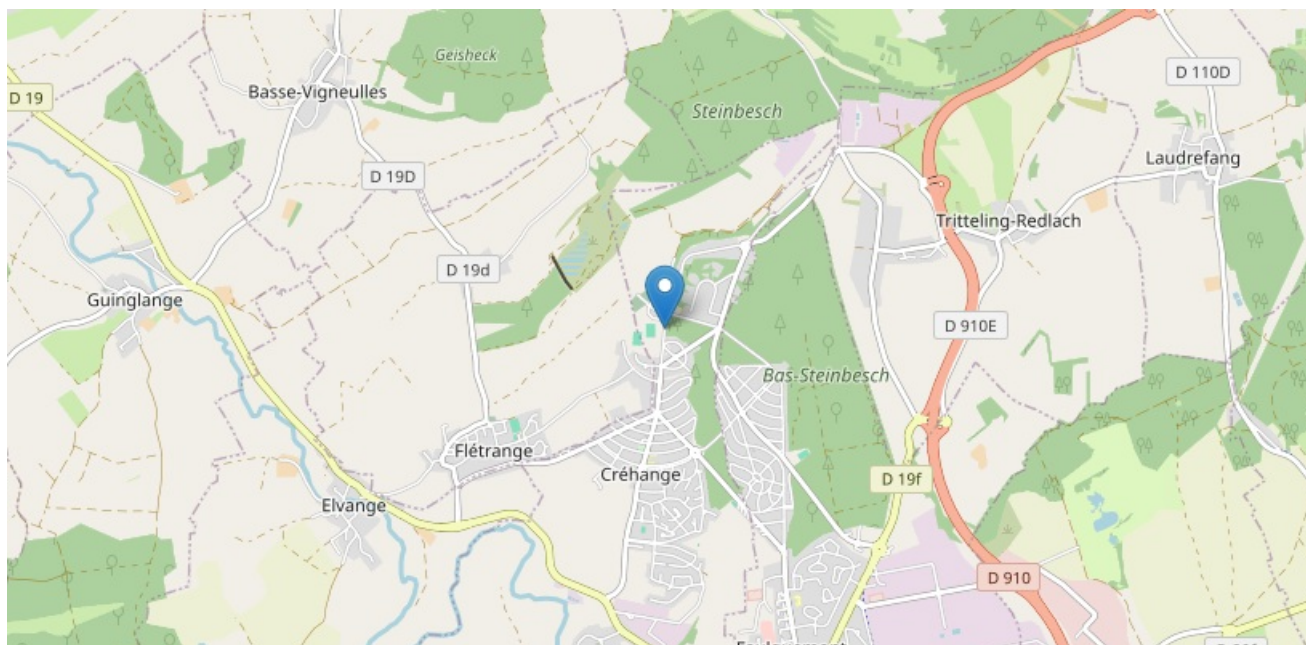 Geisheck
D 110D
Basse-Vigneulles
D 19
Steinbesch
Laudrefang
D 19D
Tritteling-Redlach
D 19d
Guinglange
D 910E
Bas-Steinbesch
Flétrange
Créhange
D 19f
Elvange
D 910